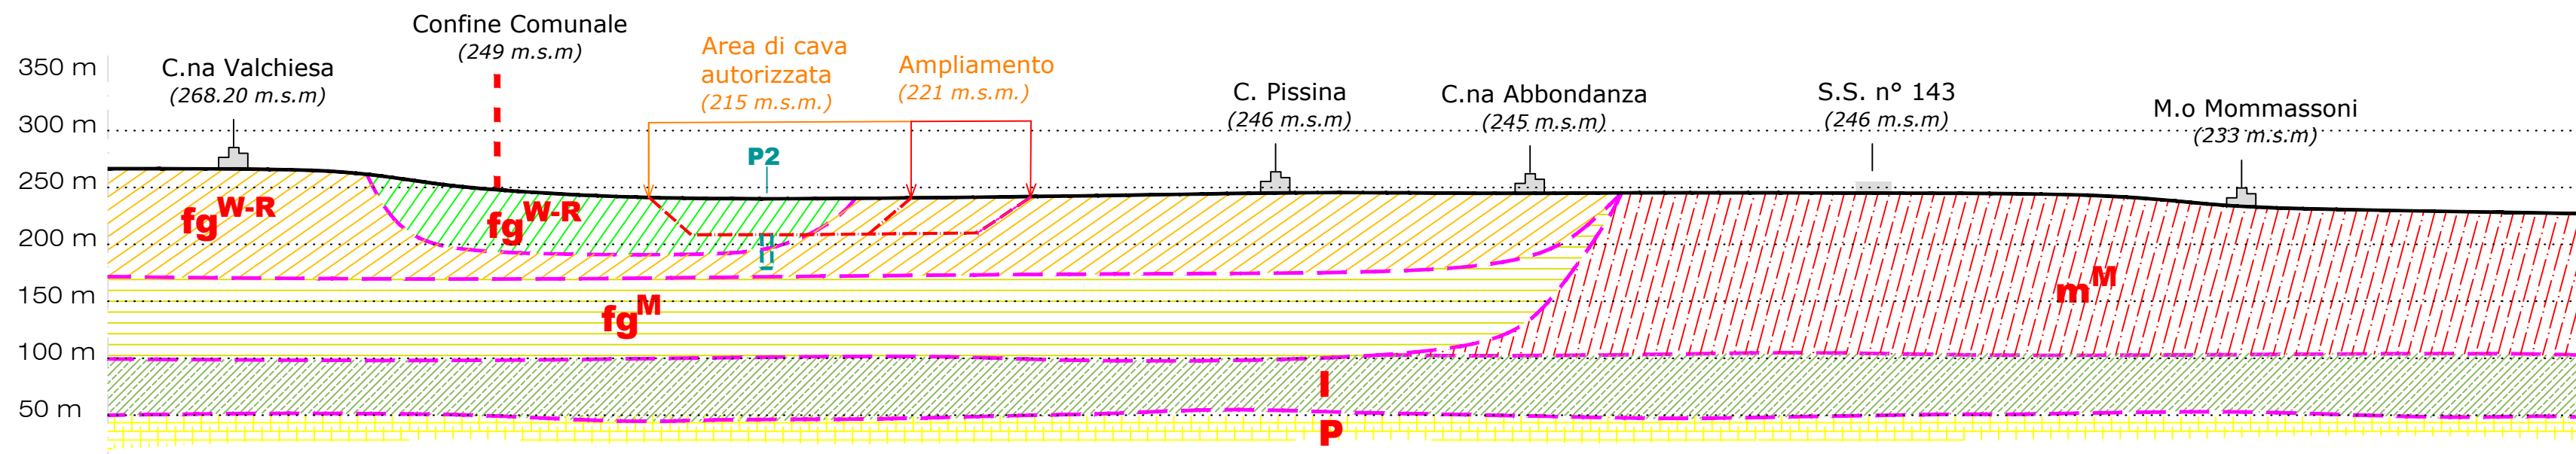 Confine Comunale
(249 m.s.m)
C.na Valchiesa
(268.20 m.s.m)
Area di cava
autorizzata
(215 m.s.m.)
Ampliamento
(221 m.s.m.)
C. Pissina
(246 m.s.m)
C.na Abbondanza
(245 m.s.m)
S.S. n° 143
(246 m.s.m)
M.o Mommassoni
(233 m.s.m)
350 m
300 m
250 m
200 m
150 m
100 m
50 m
P2
fgW-R
fgW-R
fgM
mM
I
P